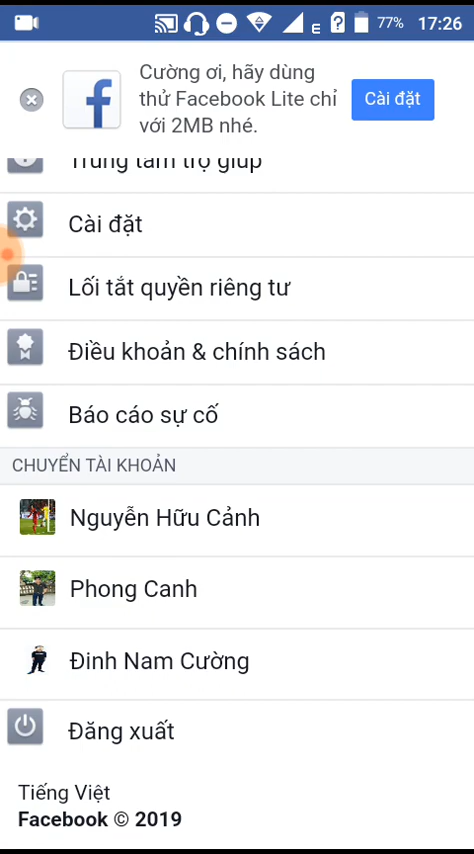 E
77%
17:26
Cường ơi, hãy dùng
thử Facebook Lite chỉ
với 2MB nhé.
Cài đặt
Trung tâm trợ giúp
Cài đặt
Lối tắt quyền riêng tư
Điều khoản & chính sách
Báo cáo sự cố
CHUYỂN TÀI KHOẢN
Nguyễn Hữu Cảnh
Phong Canh
Đinh Nam Cường
Đăng xuất
Tiếng Việt
Facebook © 2019